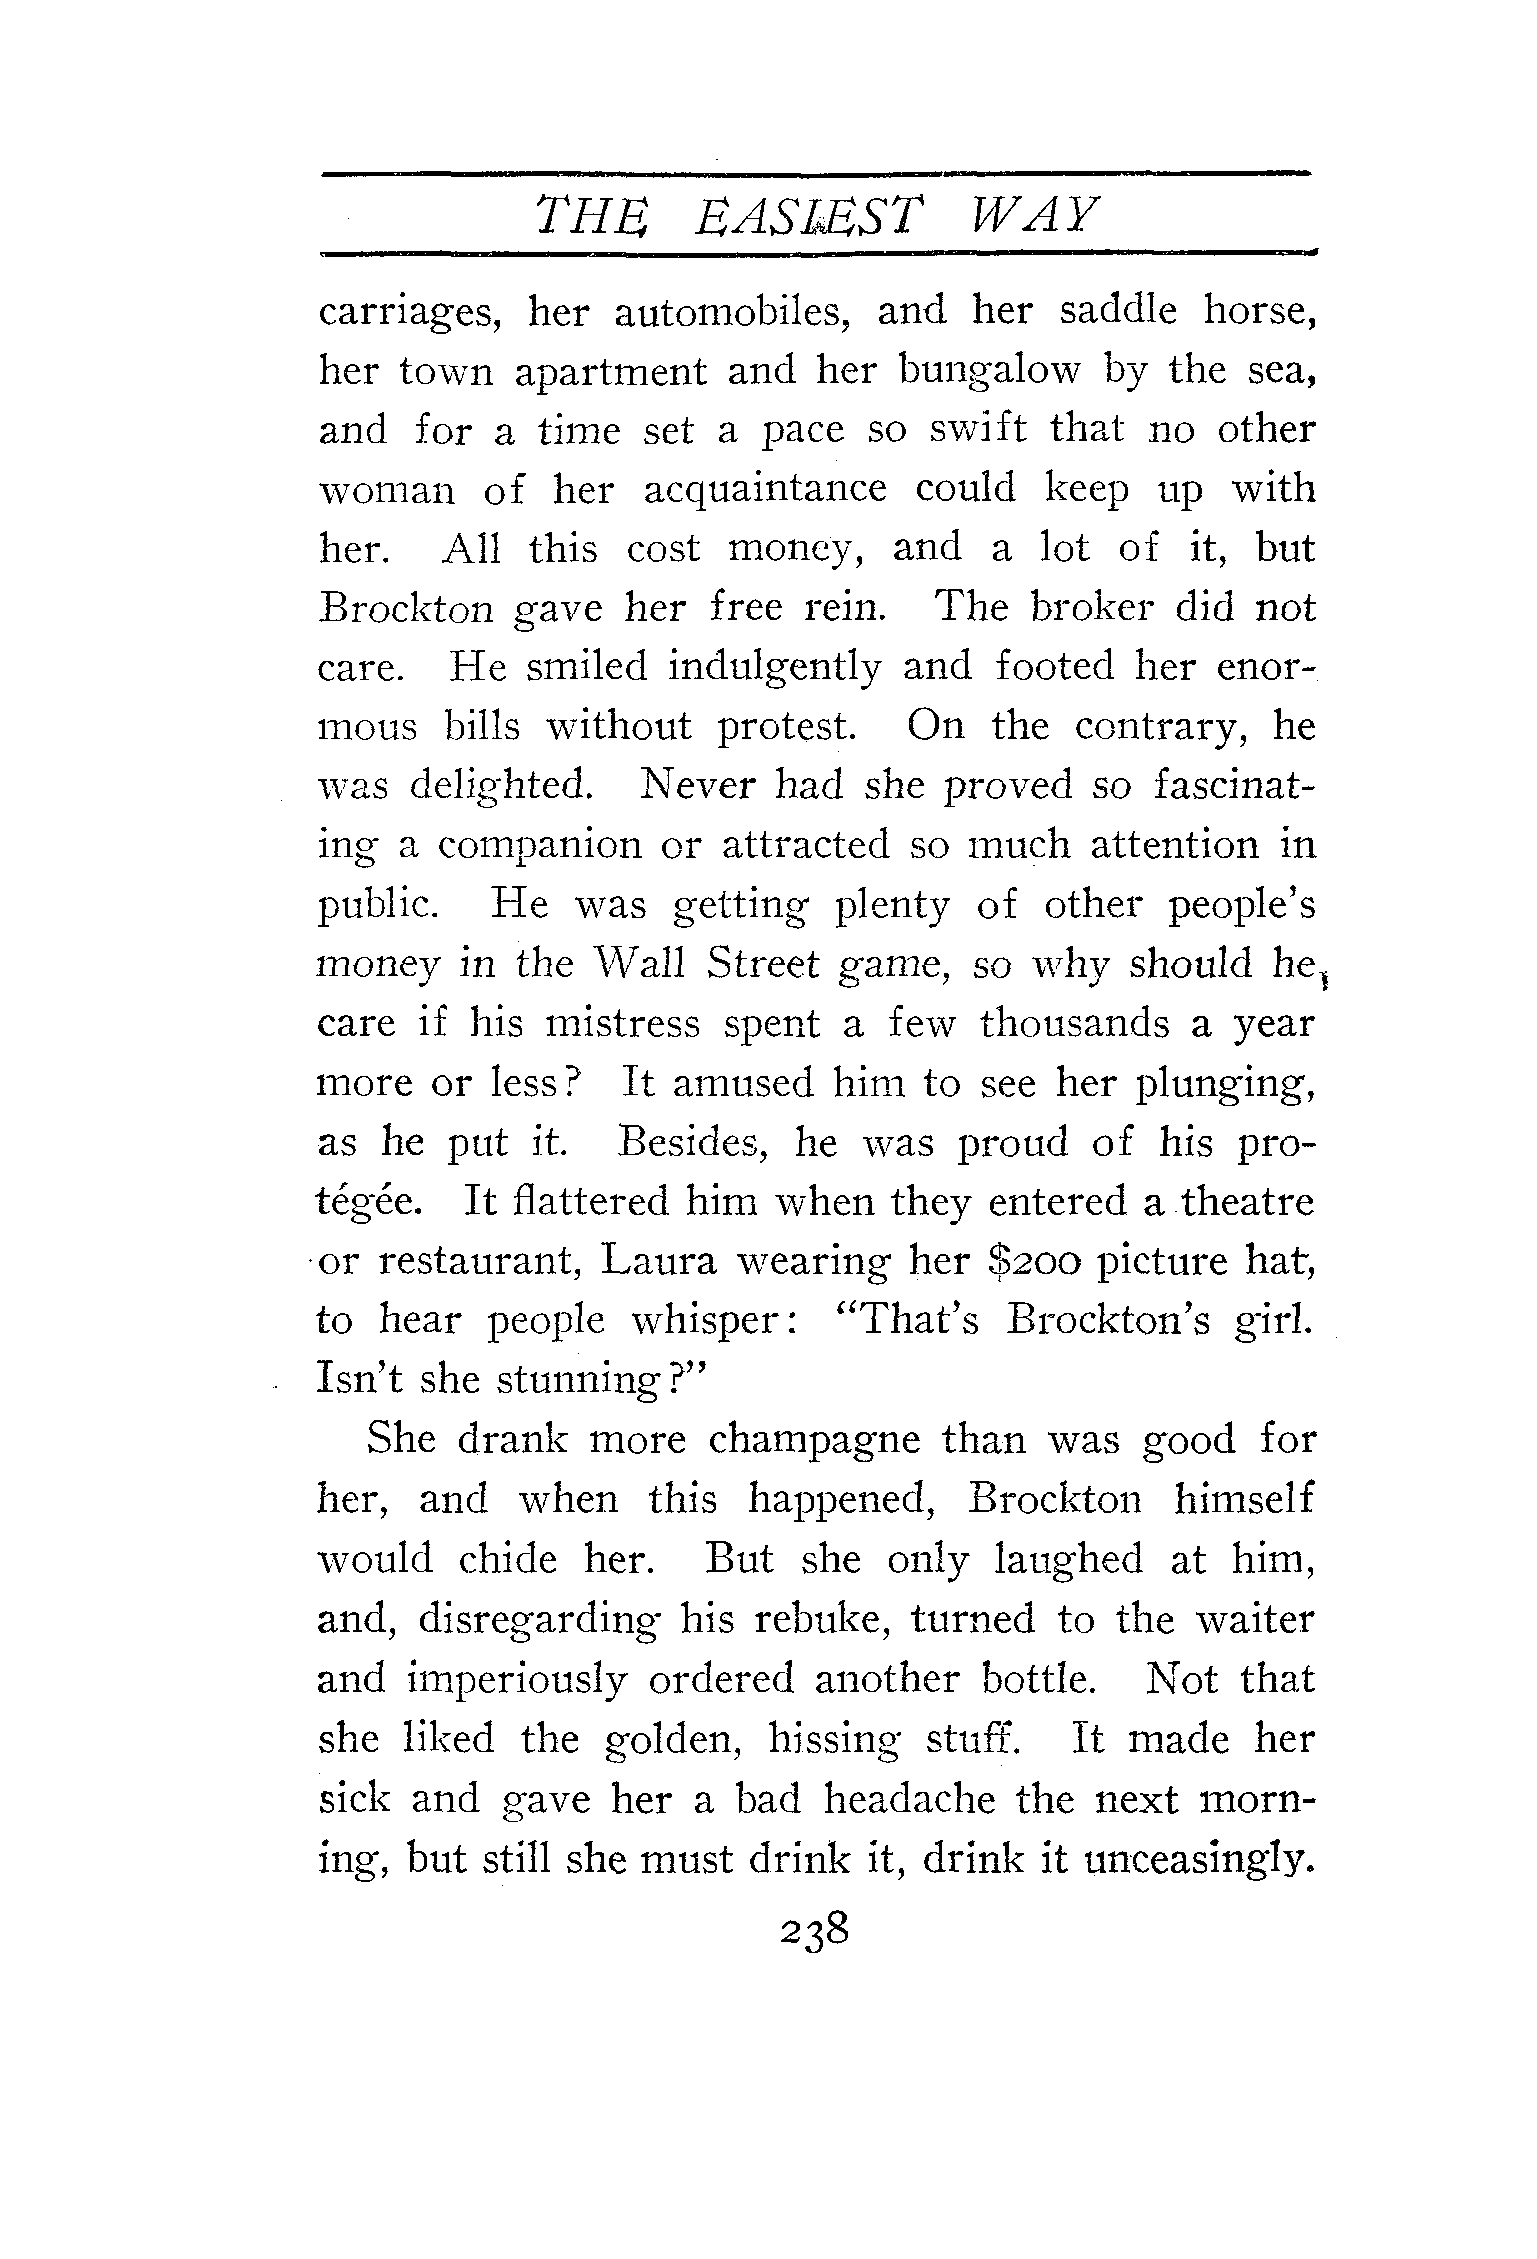 THE EASIEST WAY
carriages, her automobiles, and her saddle horse,
her town apartment and her bungalow by the sea,
and for a time set a pace so swift that no other
woman of her acquaintance could keep up with
her. All this cost money, and a lot of it, but
Brockton gave her free rein. The broker did not
care. He smiled indulgently and footed her enor-
mous bills without protest. On the contrary, he
was delighted. Never had she proved so fascinat-
ing a companion or attracted so much attention in
public. He was getting plenty of other people's
money in the Wall Street game, so why should he
care if his mistress spent a few thousands a year
more or less? It amused him to see her plunging,
as he put it. Besides, he was proud of his pro-
tégée. It flattered him when they entered a theatre
or restaurant, Laura wearing her $200 picture hat,
to hear people whisper: "That's Brockton's girl.
Isn't she stunning?"
She drank more champagne than was good for
her, and when this happened, Brockton himself
would chide her. But she only laughed at him,
and, disregarding his rebuke, turned to the waiter
and imperiously ordered another bottle. Not that
she liked the golden, hissing stuff. It made her
sick and gave her a bad headache the next morn-
ing, but still she must drink it, drink it unceasingly.
238